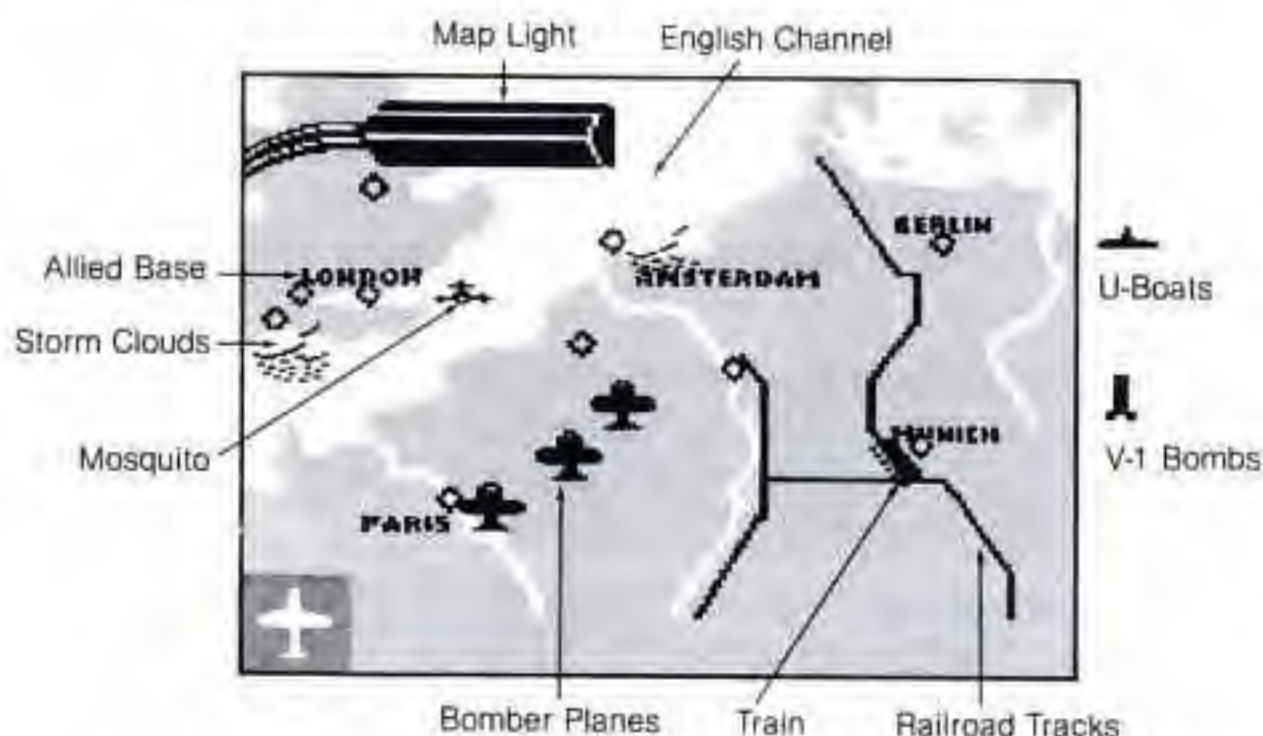 Map Light
English Channel
Allied Base
LONDON
BERLIN
AMSTERDAM
U-Boats
Storm Clouds
Mosquito
MUNICH
V-1 Bombs
PARIS
Bomber Planes
Train
Railroad Tracks